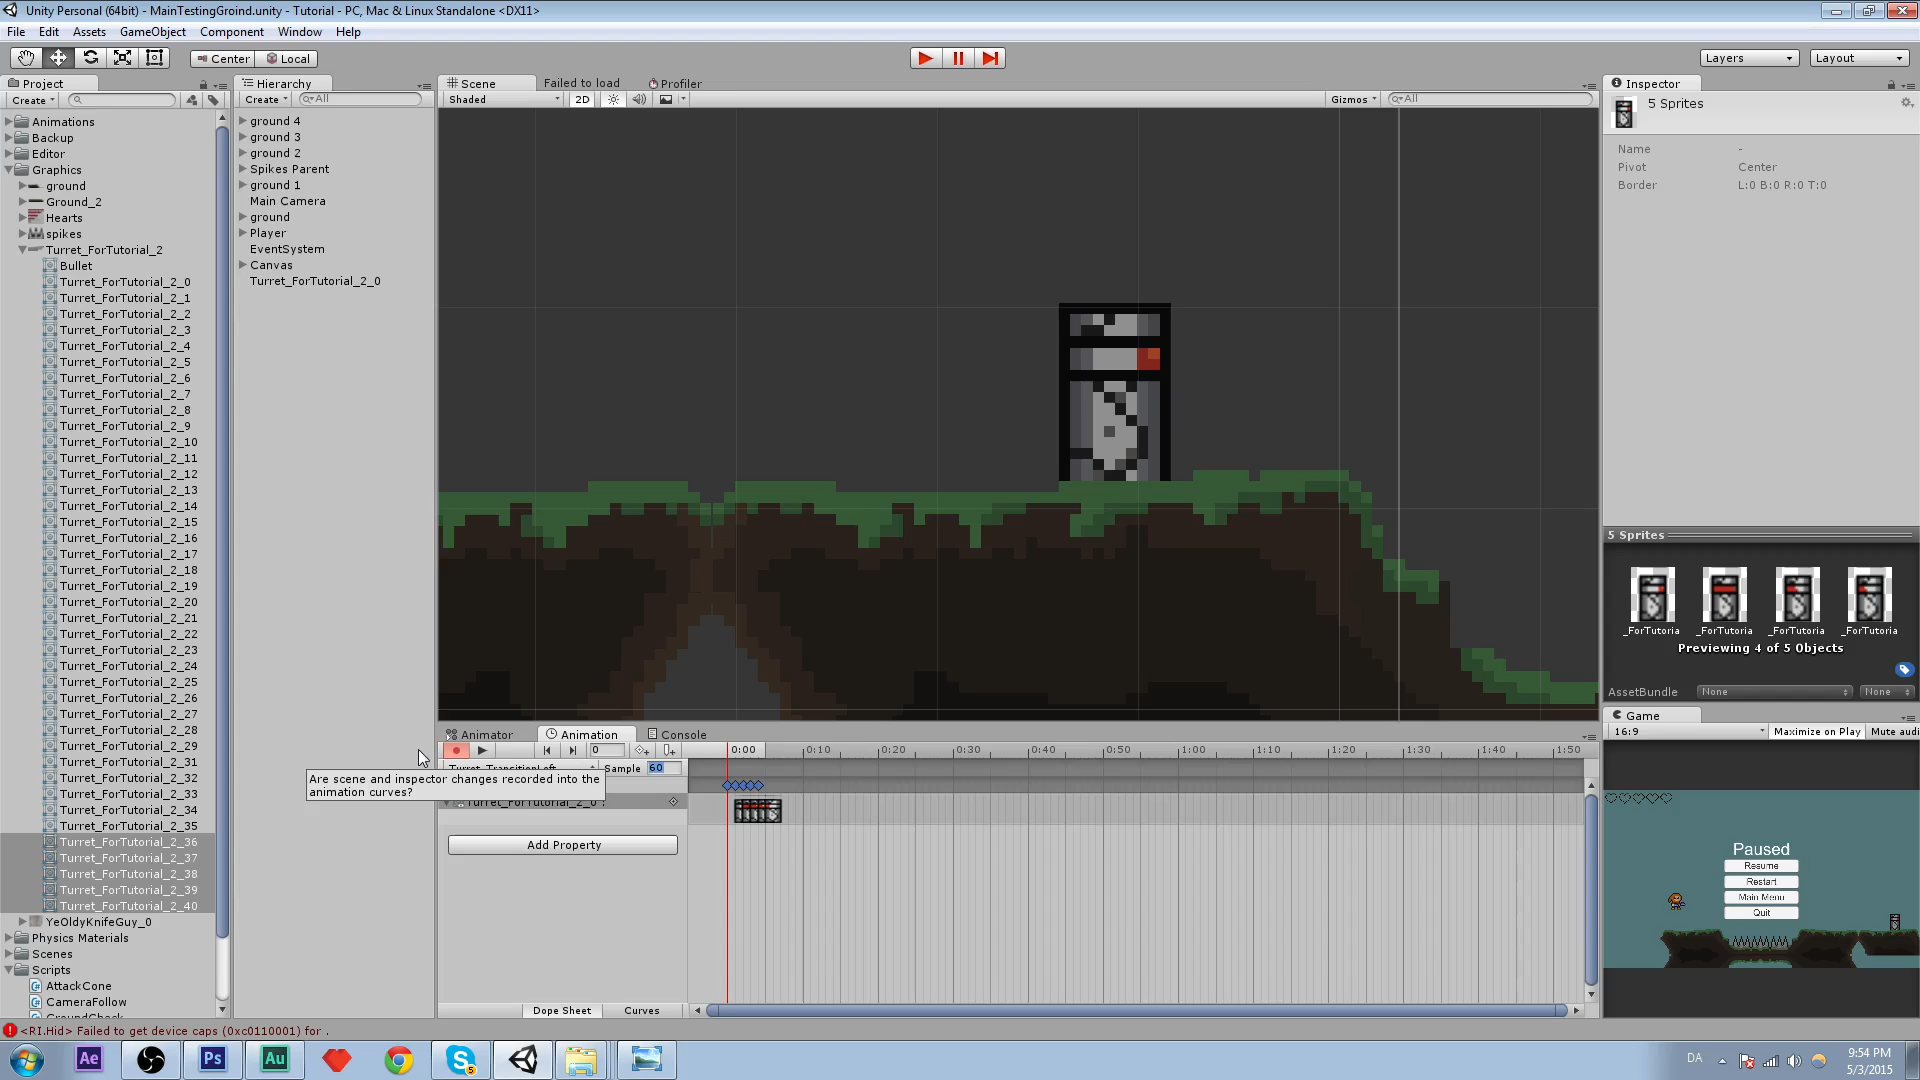 Unity Personal (64bit) - MainTestingGroind.unity - Tutorial - PC, Mac & Linux Standalone <DX11>
File Edit Assets GameObject Component Window Help
Center Local
Layers Layout
Project
Create
Animations
Backup
Editor
Graphics
ground
Ground_2
Hearts
spikes
Turret_ForTutorial_2
Bullet
Turret_ForTutorial_2_0
Turret_ForTutorial_2_1
Turret_ForTutorial_2_2
Turret_ForTutorial_2_3
Turret_ForTutorial_2_4
Turret_ForTutorial_2_5
Turret_ForTutorial_2_6
Turret_ForTutorial_2_7
Turret_ForTutorial_2_8
Turret_ForTutorial_2_9
Turret_ForTutorial_2_10
Turret_ForTutorial_2_11
Turret_ForTutorial_2_12
Turret_ForTutorial_2_13
Turret_ForTutorial_2_14
Turret_ForTutorial_2_15
Turret_ForTutorial_2_16
Turret_ForTutorial_2_17
Turret_ForTutorial_2_18
Turret_ForTutorial_2_19
Turret_ForTutorial_2_20
Turret_ForTutorial_2_21
Turret_ForTutorial_2_22
Turret_ForTutorial_2_23
Turret_ForTutorial_2_24
Turret_ForTutorial_2_25
Turret_ForTutorial_2_26
Turret_ForTutorial_2_27
Turret_ForTutorial_2_28
Turret_ForTutorial_2_29
Turret_ForTutorial_2_31
Turret_ForTutorial_2_32
Turret_ForTutorial_2_33
Turret_ForTutorial_2_34
Turret_ForTutorial_2_35
Turret_ForTutorial_2_36
Turret_ForTutorial_2_37
Turret_ForTutorial_2_38
Turret_ForTutorial_2_39
Turret_ForTutorial_2_40
YeOldyKnifeGuy_0
Physics Materials
Scenes
Scripts
AttackCone
CameraFollow
GroundCheck
Hierarchy
Create All
ground 4
ground 3
ground 2
Spikes Parent
ground 1
Main Camera
ground
Player
EventSystem
Canvas
Turret_ForTutorial_2_0
Scene Failed to load Profiler
Shaded 2D Gizmos All
Animator Animation Console
0 0:00 0:10 0:20 0:30 0:40 0:50 1:00 1:10 1:20 1:30 1:40 1:50
Turret_TransitionLeft Sample 60
Are scene and inspector changes recorded into the
animation curves?
Turret_ForTutorial_2_0 :
Add Property
Dope Sheet Curves
Inspector
5 Sprites
Name -
Pivot Center
Border L:0 B:0 R:0 T:0
5 Sprites
_ForTutoria _ForTutoria _ForTutoria _ForTutoria
Previewing 4 of 5 Objects
AssetBundle None None
Game
16:9 Maximize on Play Mute audi
Paused
Resume
Restart
Main Menu
Quit
<RI.Hid> Failed to get device caps (0xc0110001) for .
Ae Ps Au 5
DA 9:54 PM
5/3/2015